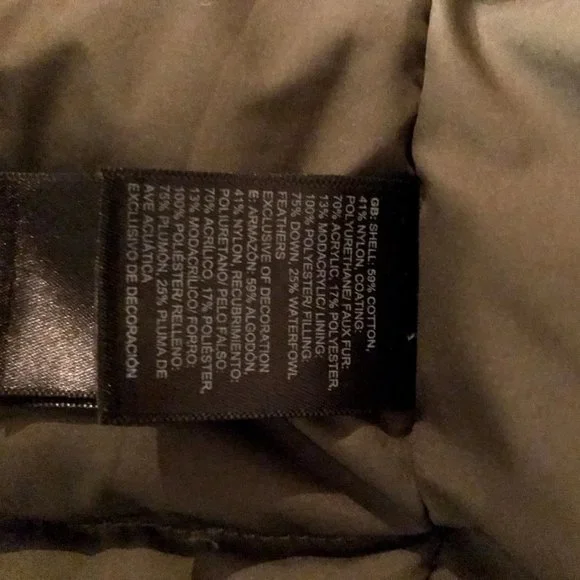 GB: SHELL: 59% COTTON,
41% NYLON, COATING:
POLYURETHANE/ FAUX FUR:
70% ACRYLIC, 17% POLYESTER,
13% MODACRYLIC/ LINING:
100% POLYESTER/ FILLING:
75% DOWN, 25% WATERFOWL
FEATHERS
EXCLUSIVE OF DECORATION
E: ARMAZÓN: 59% ALGODÓN,
41% NYLON, RECUBRIMIENTO:
POLIURETANO/ PELO FALSO:
70% ACRÍLICO, 17% POLIÉSTER,
13% MODACRÍLICO/ FORRO:
100% POLIÉSTER/ RELLENO:
75% PLUMÓN, 25% PLUMA DE
AVE ACUÁTICA
EXCLUSIVO DE DECORACIÓN